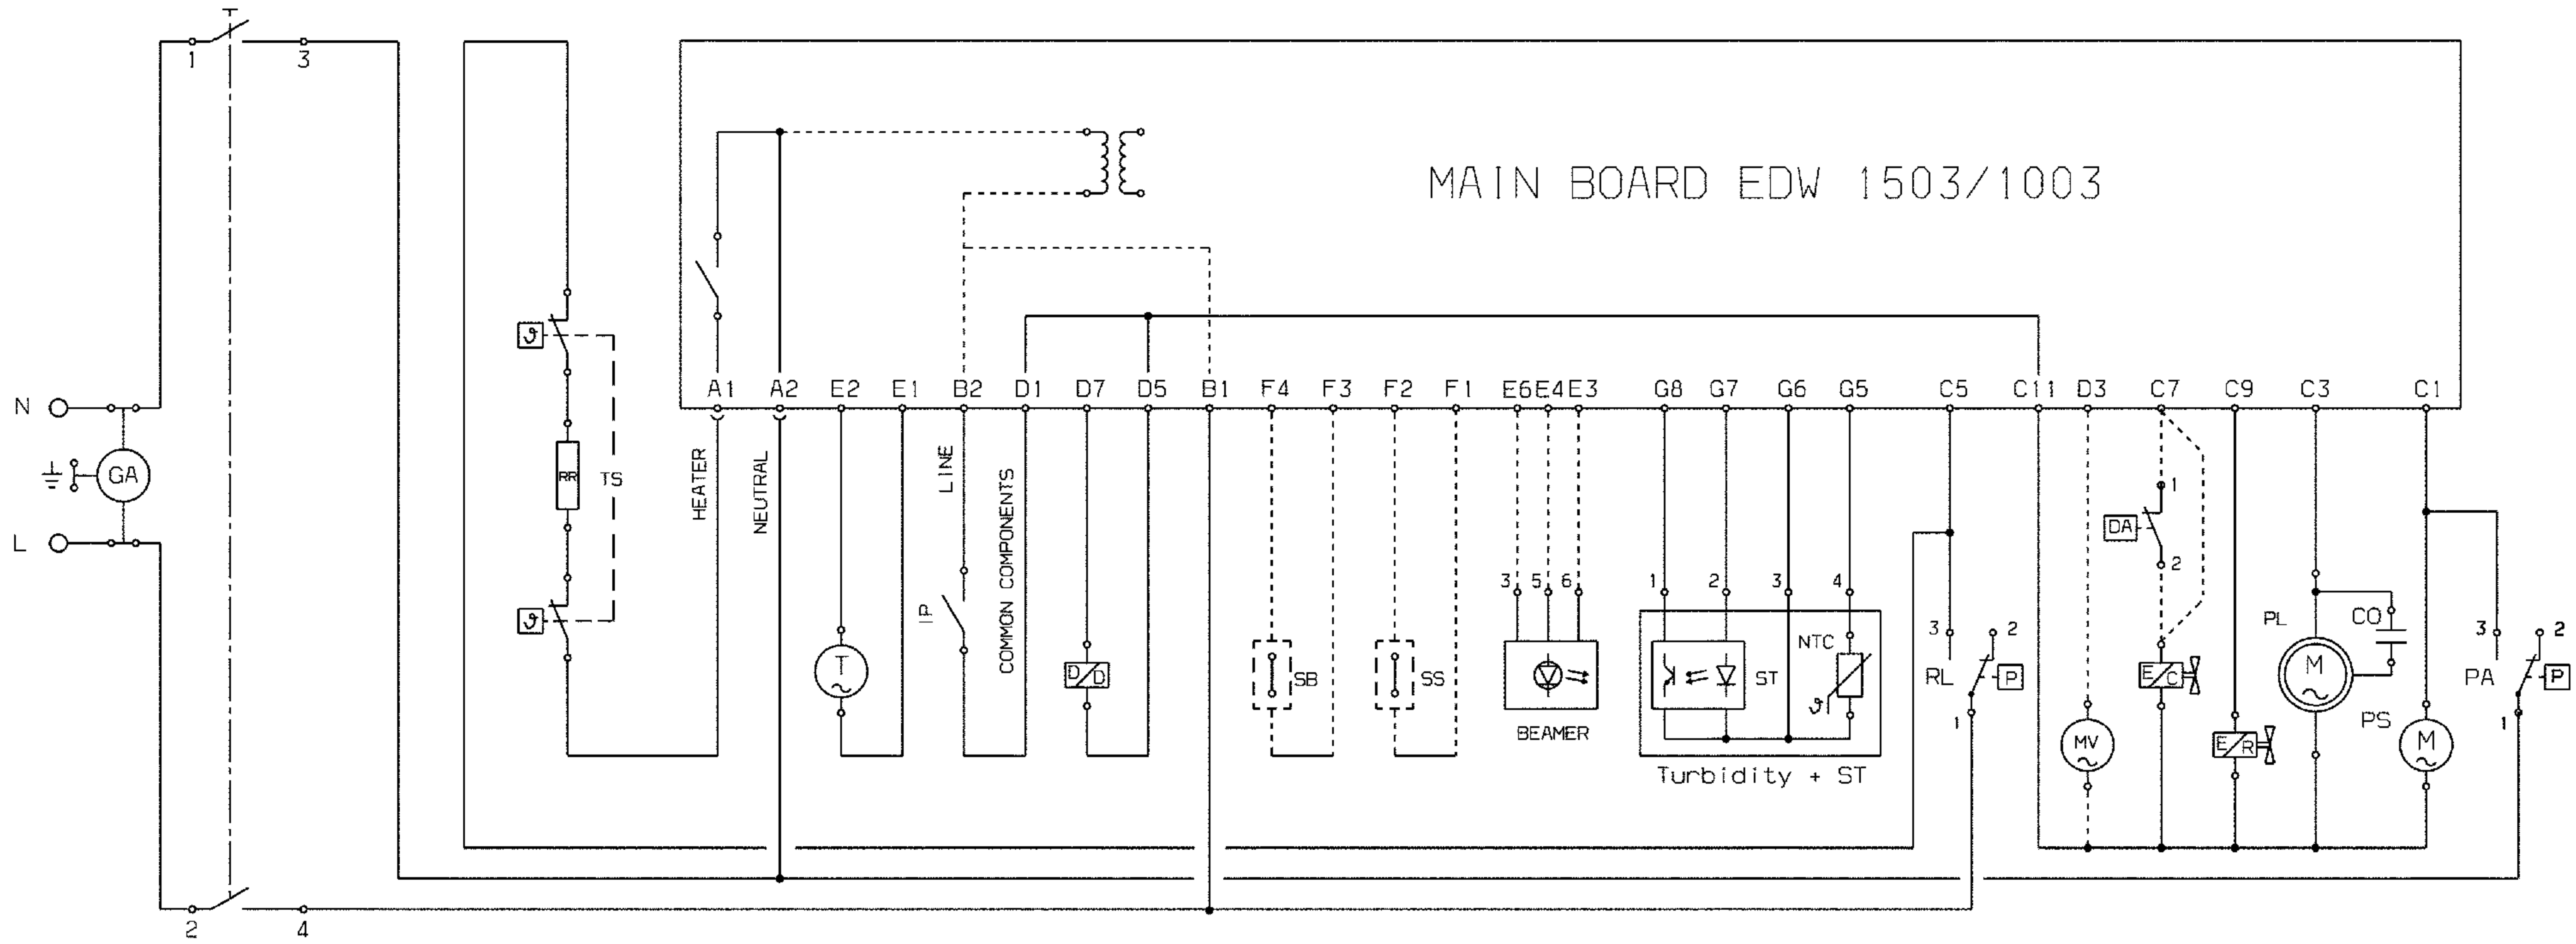 1 3
MAIN BOARD EDW 1503/1003
ϑ
A1 A2 E2 E1 B2 D1 D7 D5 B1 F4 F3 F2 F1 E6 E4 E3 G8 G7 G6 G5 C5 C11 D3 C7 C9 C3 C1
N
GA
L
RR TS
HEATER
NEUTRAL
LINE
COMMON COMPONENTS
1
DA
2
3 5 6
1 2 3 4
ϑ
IP
T
D D
SB
SS
BEAMER
ST
NTC
ϑ
Turbidity + ST
3 2
RL P
1
MV
E C
E R
PL
M
CO
PS
M
3 2
PA P
1
2 4